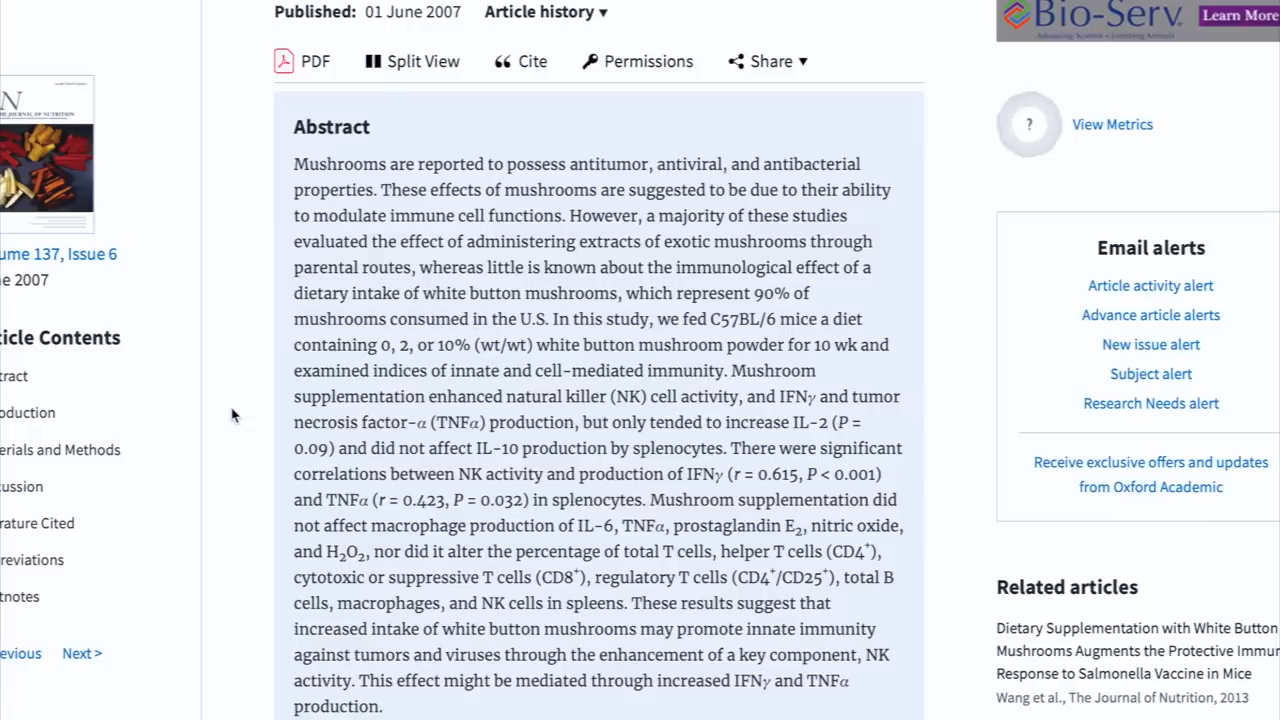 Published: 01 June 2007 Article history ▾
PDF Split View Cite Permissions Share ▾
N
JOURNAL OF NUTRITION
ume 137, Issue 6
e 2007
ticle Contents
tract
oduction
erials and Methods
cussion
rature Cited
reviations
tnotes
evious Next >
Abstract
Mushrooms are reported to possess antitumor, antiviral, and antibacterial
properties. These effects of mushrooms are suggested to be due to their ability
to modulate immune cell functions. However, a majority of these studies
evaluated the effect of administering extracts of exotic mushrooms through
parental routes, whereas little is known about the immunological effect of a
dietary intake of white button mushrooms, which represent 90% of
mushrooms consumed in the U.S. In this study, we fed C57BL/6 mice a diet
containing 0, 2, or 10% (wt/wt) white button mushroom powder for 10 wk and
examined indices of innate and cell-mediated immunity. Mushroom
supplementation enhanced natural killer (NK) cell activity, and IFNγ and tumor
necrosis factor-α (TNFα) production, but only tended to increase IL-2 (P =
0.09) and did not affect IL-10 production by splenocytes. There were significant
correlations between NK activity and production of IFNγ (r = 0.615, P < 0.001)
and TNFα (r = 0.423, P = 0.032) in splenocytes. Mushroom supplementation did
not affect macrophage production of IL-6, TNFα, prostaglandin E₂, nitric oxide,
and H₂O₂, nor did it alter the percentage of total T cells, helper T cells (CD4⁺),
cytotoxic or suppressive T cells (CD8⁺), regulatory T cells (CD4⁺/CD25⁺), total B
cells, macrophages, and NK cells in spleens. These results suggest that
increased intake of white button mushrooms may promote innate immunity
against tumors and viruses through the enhancement of a key component, NK
activity. This effect might be mediated through increased IFNγ and TNFα
production.
Bio-Serv. Learn More
? View Metrics
Email alerts
Article activity alert
Advance article alerts
New issue alert
Subject alert
Research Needs alert
Receive exclusive offers and updates
from Oxford Academic
Related articles
Dietary Supplementation with White Button
Mushrooms Augments the Protective Immun
Response to Salmonella Vaccine in Mice
Wang et al., The Journal of Nutrition, 2013